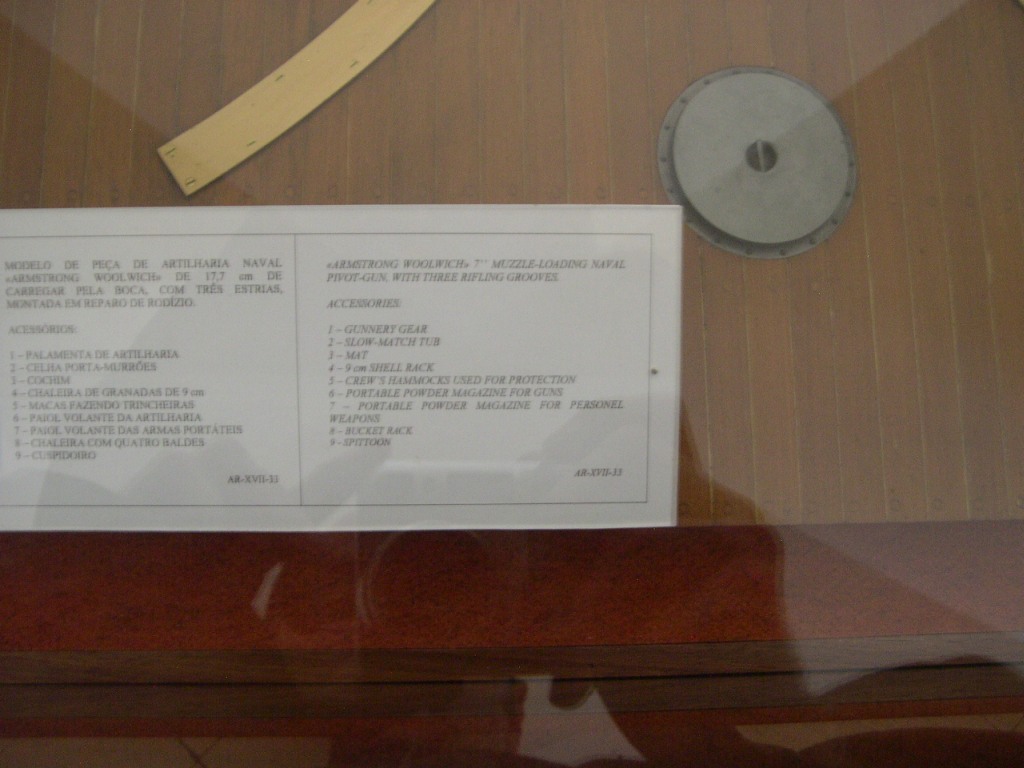 MODELO DE PEÇA DE ARTILHARIA NAVAL
«ARMSTRONG WOOLWICH» DE 17,7 cm DE
CARREGAR PELA BOCA, COM TRÊS ESTRIAS,
MONTADA EM REPARO DE RODÍZIO.
ACESSÓRIOS:
1 – PALAMENTA DE ARTILHARIA
2 – CELHA PORTA-MURRÕES
3 – COCHIM
4 – CHALEIRA DE GRANADAS DE 9 cm
5 – MACAS FAZENDO TRINCHEIRAS
6 – PAIOL VOLANTE DA ARTILHARIA
7 – PAIOL VOLANTE DAS ARMAS PORTÁTEIS
8 – CHALEIRA COM QUATRO BALDES
9 – CUSPIDOIRO
AR-XVII-33
«ARMSTRONG WOOLWICH» 7'' MUZZLE-LOADING NAVAL
PIVOT-GUN, WITH THREE RIFLING GROOVES.
ACCESSORIES:
1 – GUNNERY GEAR
2 – SLOW-MATCH TUB
3 – MAT
4 – 9 cm SHELL RACK
5 – CREW'S HAMMOCKS USED FOR PROTECTION
6 – PORTABLE POWDER MAGAZINE FOR GUNS
7 – PORTABLE POWDER MAGAZINE FOR PERSONEL
WEAPONS
8 – BUCKET RACK
9 – SPITTOON
AR-XVII-33